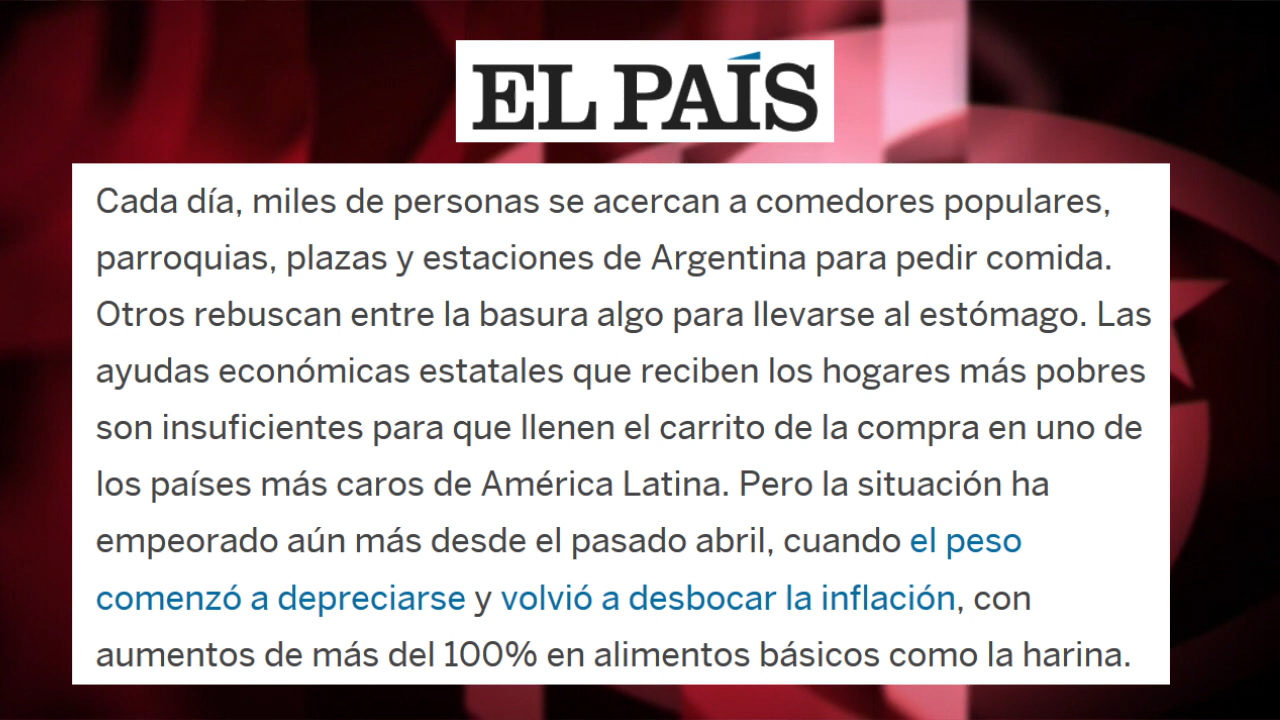 EL PAÍS
Cada día, miles de personas se acercan a comedores populares,
parroquias, plazas y estaciones de Argentina para pedir comida.
Otros rebuscan entre la basura algo para llevarse al estómago. Las
ayudas económicas estatales que reciben los hogares más pobres
son insuficientes para que llenen el carrito de la compra en uno de
los países más caros de América Latina. Pero la situación ha
empeorado aún más desde el pasado abril, cuando el peso
comenzó a depreciarse y volvió a desbocar la inflación, con
aumentos de más del 100% en alimentos básicos como la harina.